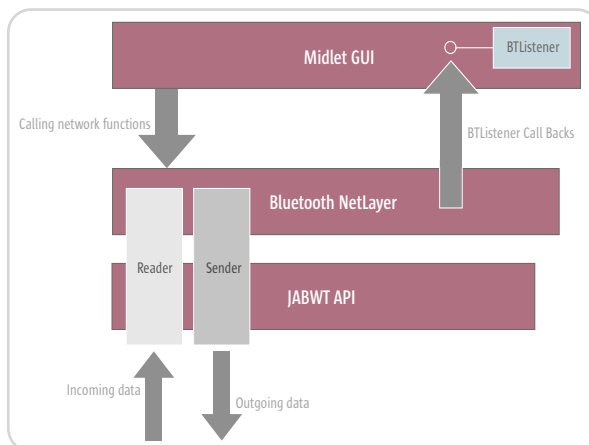 BTListener
Midlet GUI
Calling network functions
BTListener Call Backs
Bluetooth NetLayer
Reader
Sender
JABWT API
Incoming data
Outgoing data